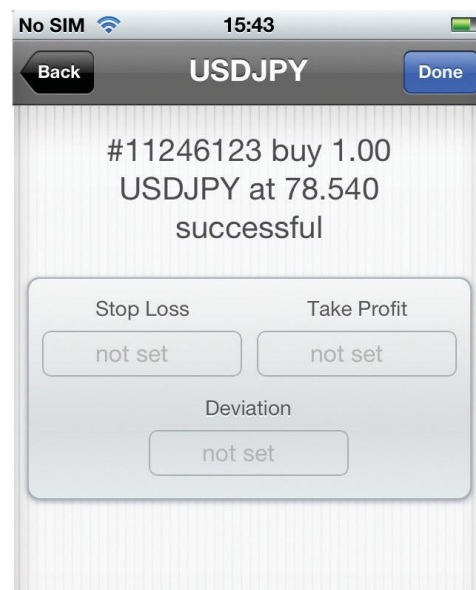 No SIM 15:43
Back USDJPY Done
#11246123 buy 1.00
USDJPY at 78.540
successful
Stop Loss Take Profit
not set not set
Deviation
not set